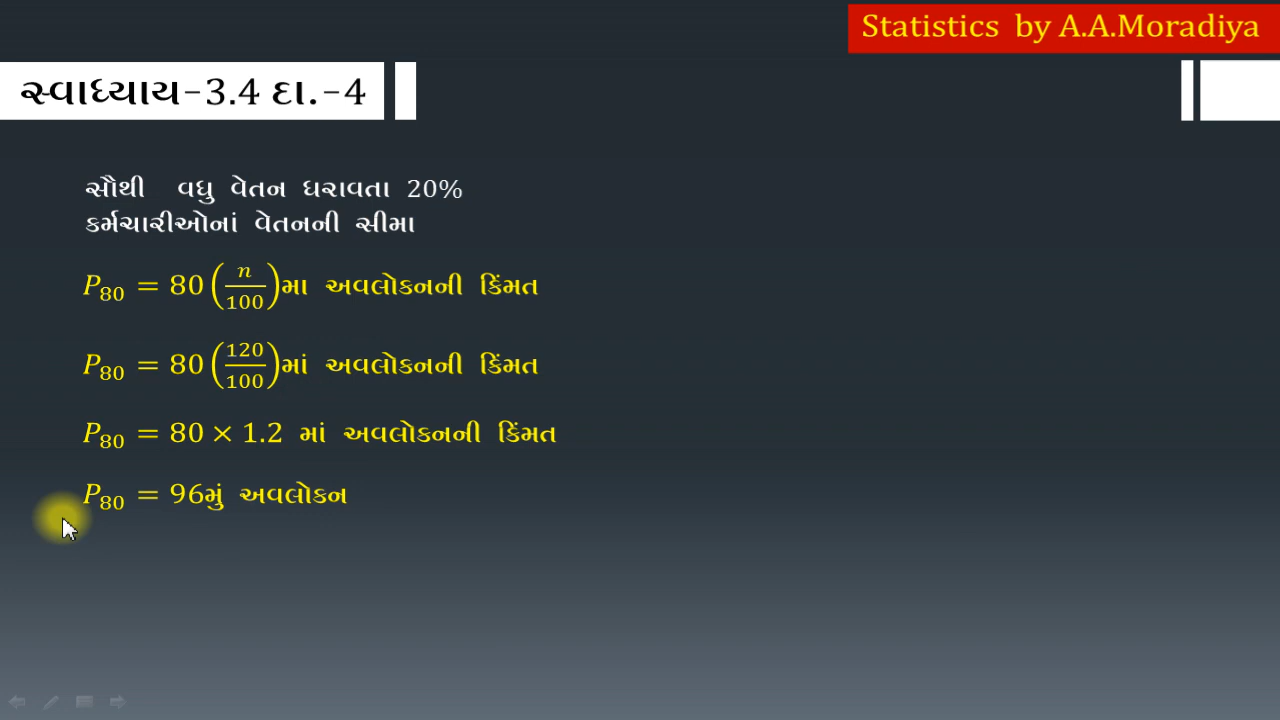 Statistics by A.A.Moradiya
સ્વાધ્યાય-3.4 દા.-4
સૌથી વધુ વેતન ધરાવતા 20%
કર્મચારીઓનાં વેતનની સીમા
P₈₀ = 80 (n/100)મા અવલોકનની કિંમત
P₈₀ = 80 (120/100)માં અવલોકનની કિંમત
P₈₀ = 80 × 1.2 માં અવલોકનની કિંમત
P₈₀ = 96મું અવલોકન